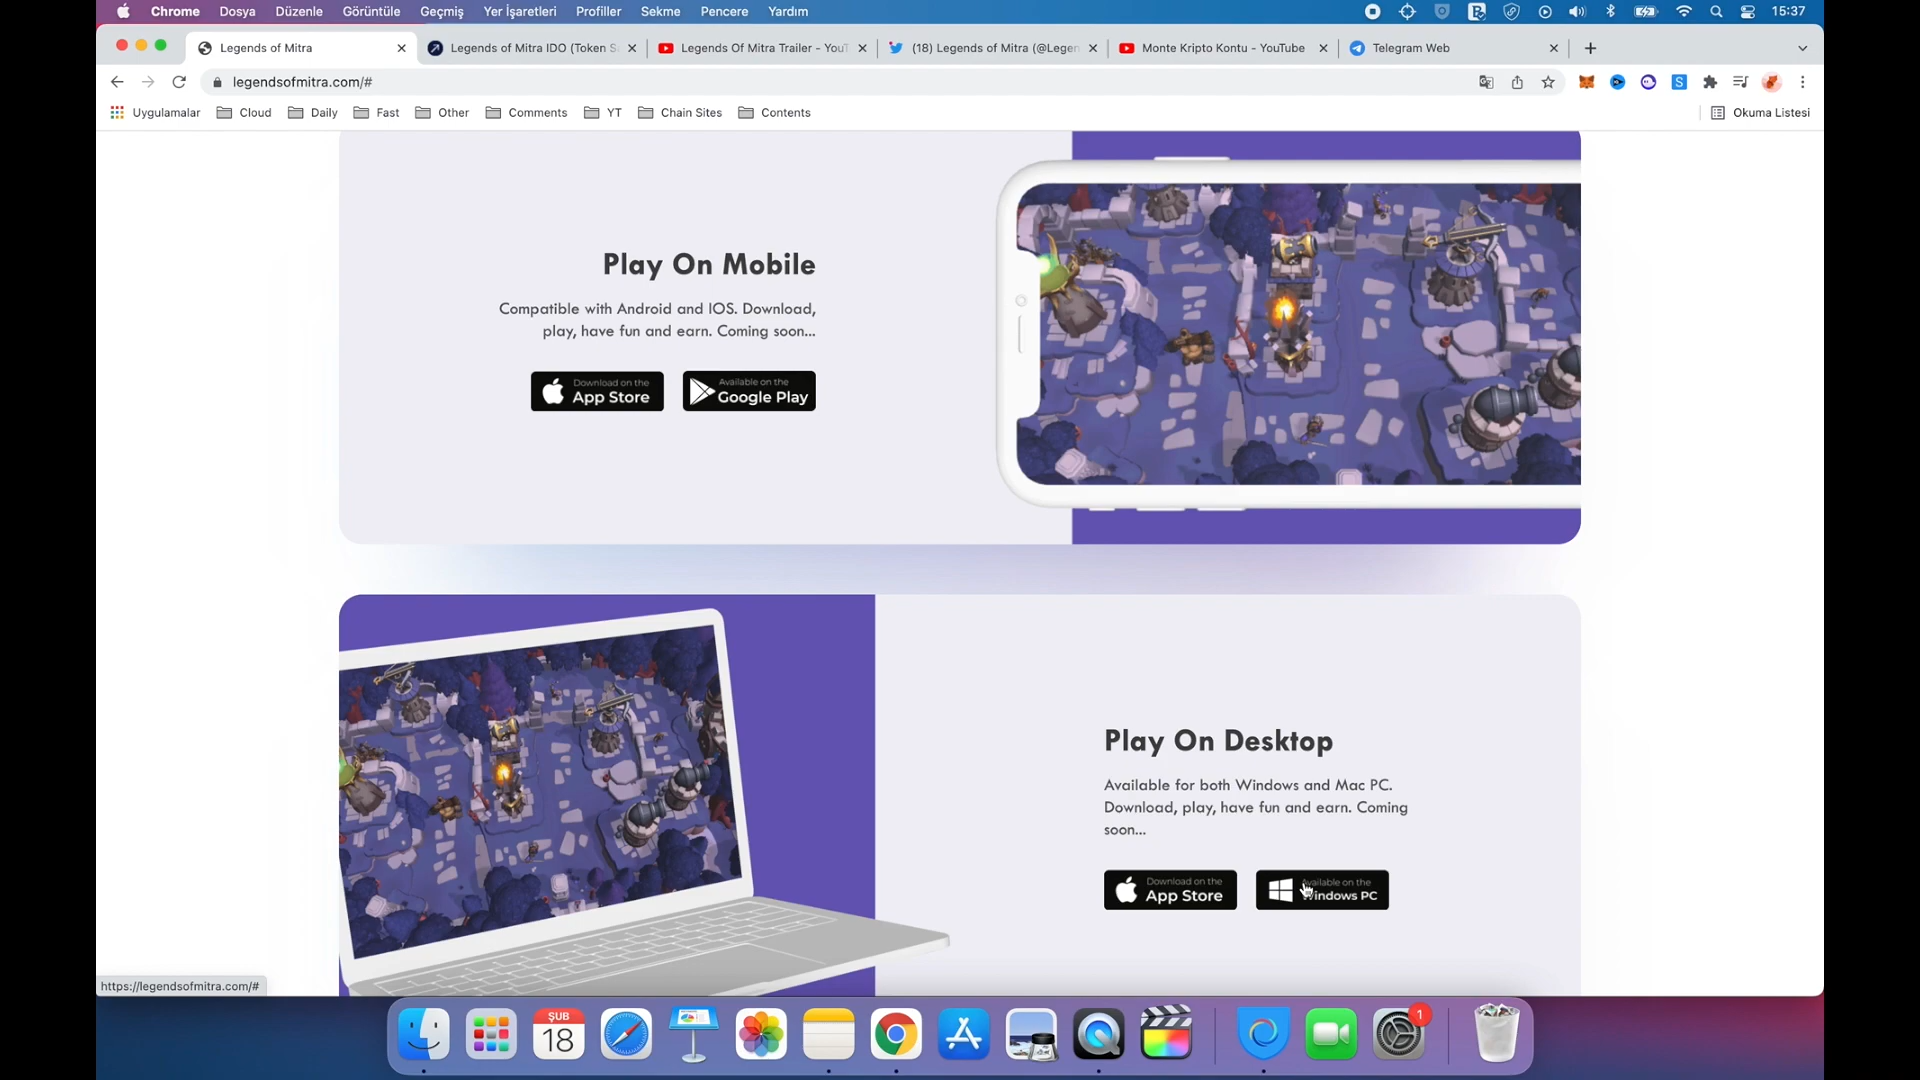 Chrome Dosya Düzenle Görüntüle Geçmiş Yer İşaretleri Profiller Sekme Pencere Yardım 15:37
Legends of Mitra Legends of Mitra IDO (Token S Legends Of Mitra Trailer - YouT (18) Legends of Mitra (@Legen Monte Kripto Kontu - YouTube Telegram Web
legendsofmitra.com/#
Uygulamalar Cloud Daily Fast Other Comments YT Chain Sites Contents Okuma Listesi
Play On Mobile
Compatible with Android and IOS. Download,
play, have fun and earn. Coming soon...
Download on the App Store
Available on the Google Play
Play On Desktop
Available for both Windows and Mac PC.
Download, play, have fun and earn. Coming
soon...
Download on the App Store
Available on the Windows PC
https://legendsofmitra.com/#
ŞUB
18
1